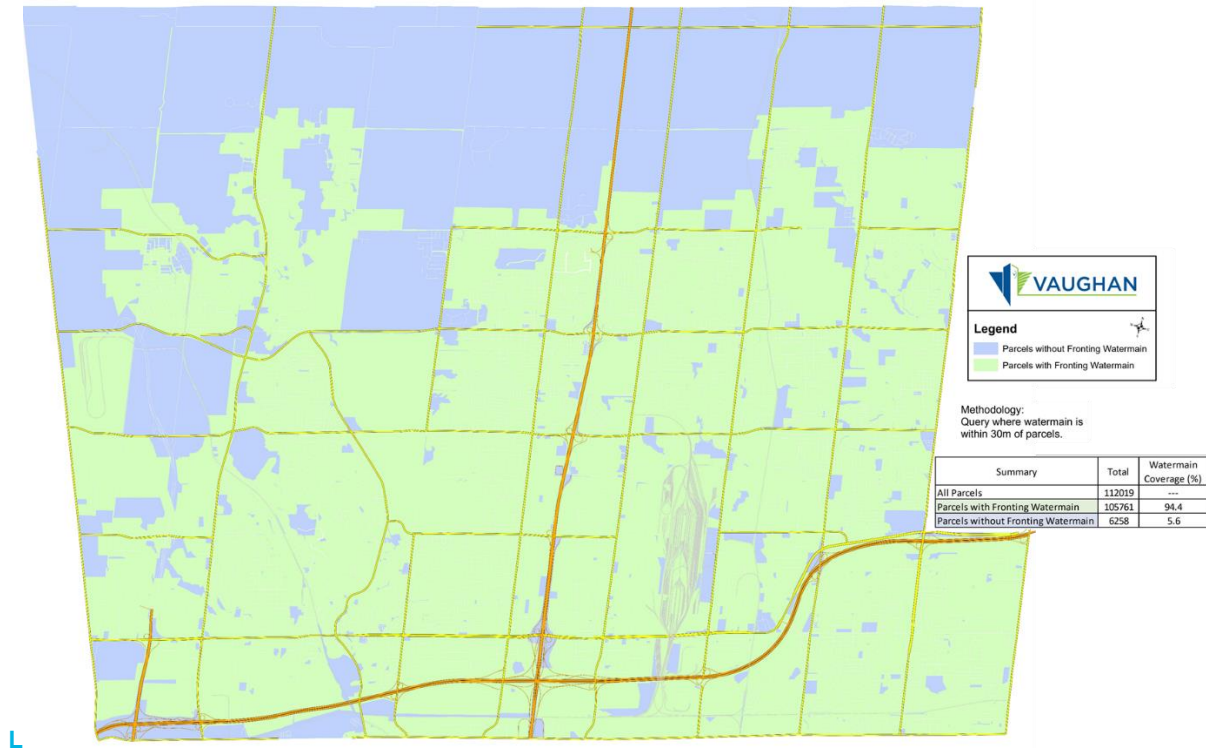 VAUGHAN
Legend
Parcels without Fronting Watermain
Parcels with Fronting Watermain
Methodology:
Query where watermain is
within 30m of parcels.
Summary Total Watermain Coverage (%)
All Parcels 112019 ---
Parcels with Fronting Watermain 105761 94.4
Parcels without Fronting Watermain 6258 5.6
L